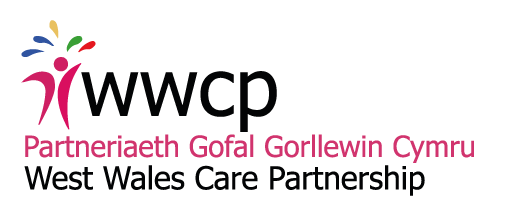 wwcp
Partneriaeth Gofal Gorllewin Cymru
West Wales Care Partnership